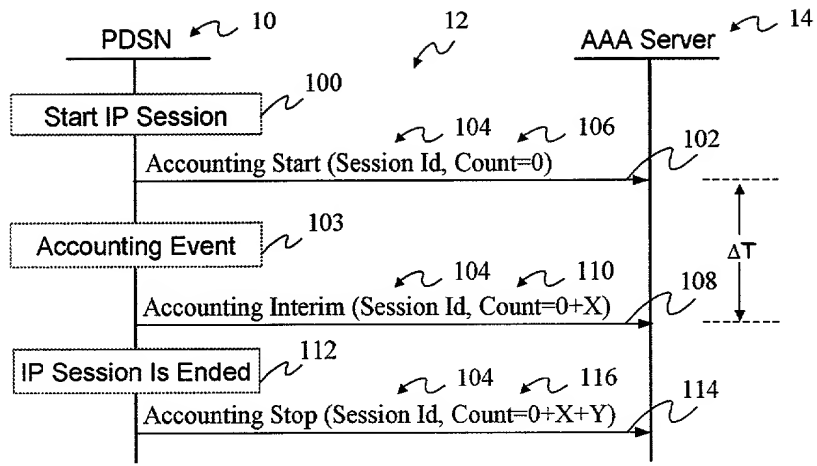 PDSN 10 12 AAA Server 14
Start IP Session 100
104 106
Accounting Start (Session Id, Count=0) 102
Accounting Event 103
ΔT
104 110
Accounting Interim (Session Id, Count=0+X) 108
IP Session Is Ended 112
104 116
Accounting Stop (Session Id, Count=0+X+Y) 114